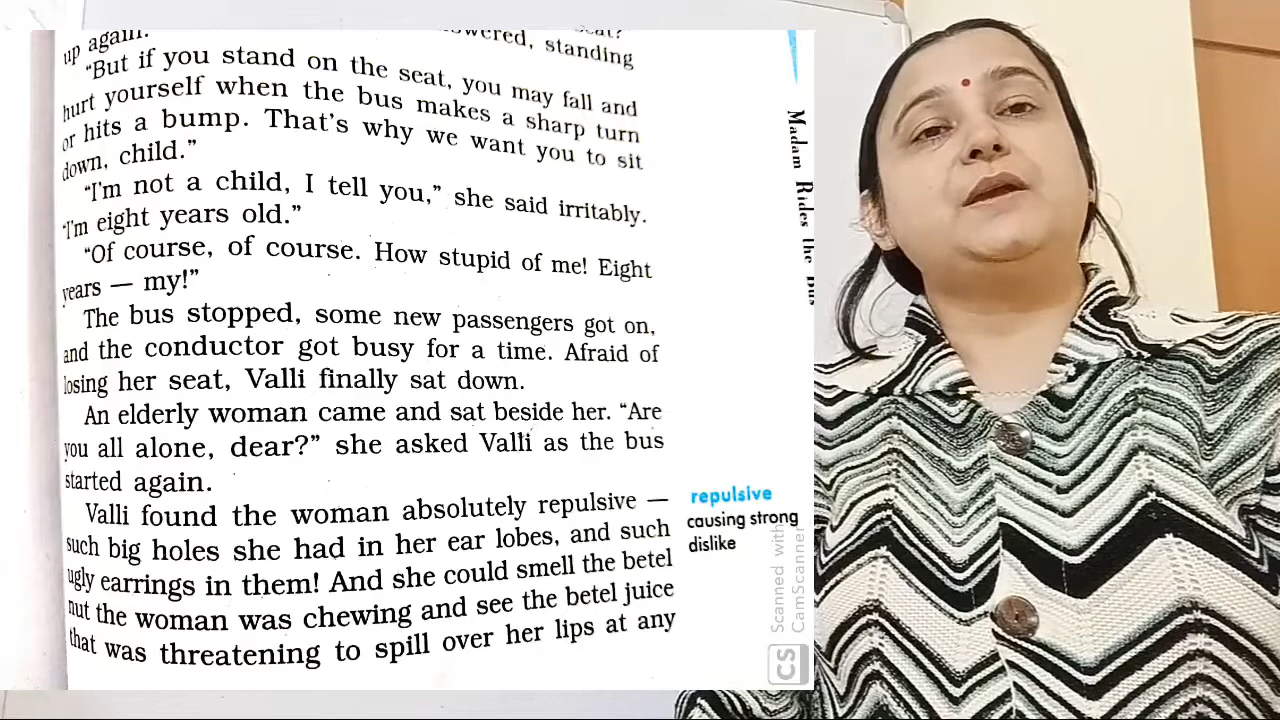 up again.
wered, standing
seat?
“But if you stand on the seat, you may fall and
hurt yourself when the bus makes a sharp turn
or hits a bump. That’s why we want you to sit
down, child.”
“I’m not a child, I tell you,” she said irritably.
“I’m eight years old.”
“Of course, of course. How stupid of me! Eight
years — my!”
The bus stopped, some new passengers got on,
and the conductor got busy for a time. Afraid of
losing her seat, Valli finally sat down.
An elderly woman came and sat beside her. “Are
you all alone, dear?” she asked Valli as the bus
started again.
Valli found the woman absolutely repulsive —
such big holes she had in her ear lobes, and such
ugly earrings in them! And she could smell the betel
nut the woman was chewing and see the betel juice
that was threatening to spill over her lips at any
Madam Rides the Bus
repulsive
causing strong
dislike
Scanned with
CamScanner
CS